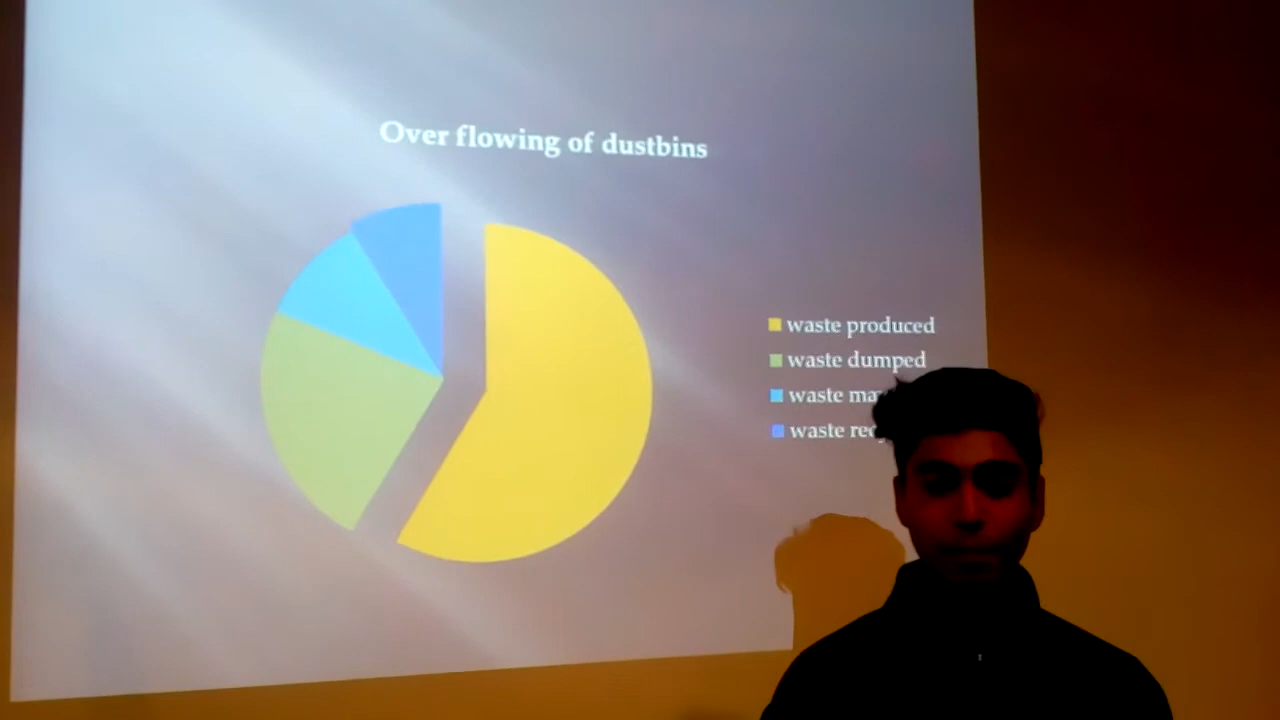 Over flowing of dustbins
waste produced
waste dumped
waste
waste